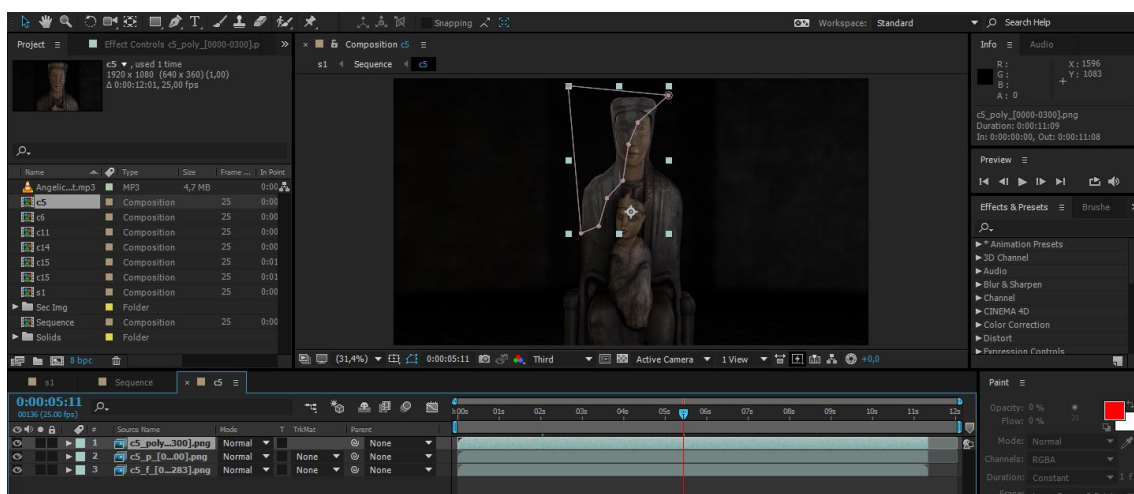 Snapping
Workspace: Standard
Search Help
Project
Effect Controls c5_poly_[0000-0300].p
c5 ▼, used 1 time
1920 x 1080 (640 x 360) (1,00)
Δ 0:00:12:01, 25,00 fps
Name Type Size Frame ... In Point
Angelic...t.mp3 MP3 4,7 MB 0:00
c5 Composition 25 0:00
c6 Composition 25 0:00
c11 Composition 25 0:00
c14 Composition 25 0:00
c15 Composition 25 0:01
c15 Composition 25 0:01
s1 Composition 25 0:00
Sec Img Folder
Sequence Composition 25 0:00
Solids Folder
8 bpc
Composition c5
s1 Sequence c5
(31,4%) 0:00:05:11 Third Active Camera 1 View +0,0
Info Audio
R: X: 1596
G: Y: 1083
B:
A: 0
c5_poly_[0000-0300].png
Duration: 0:00:11:09
In: 0:00:00:00, Out: 0:00:11:08
Preview
Effects & Presets Brushe
* Animation Presets
3D Channel
Audio
Blur & Sharpen
Channel
CINEMA 4D
Color Correction
Distort
Expression Controls
s1 Sequence c5
0:00:05:11
00136 (25.00 fps)
# Source Name Mode T TrkMat Parent
1 c5_poly...300].png Normal None
2 c5_p_[0...00].png Normal None None
3 c5_f_[0...283].png Normal None None
01s 02s 03s 04s 05s 06s 07s 08s 09s 10s 11s 12s
Paint
Opacity: 0 %
Flow: 0 % 21
Mode: Normal
Channels: RGBA
Duration: Constant 1 f